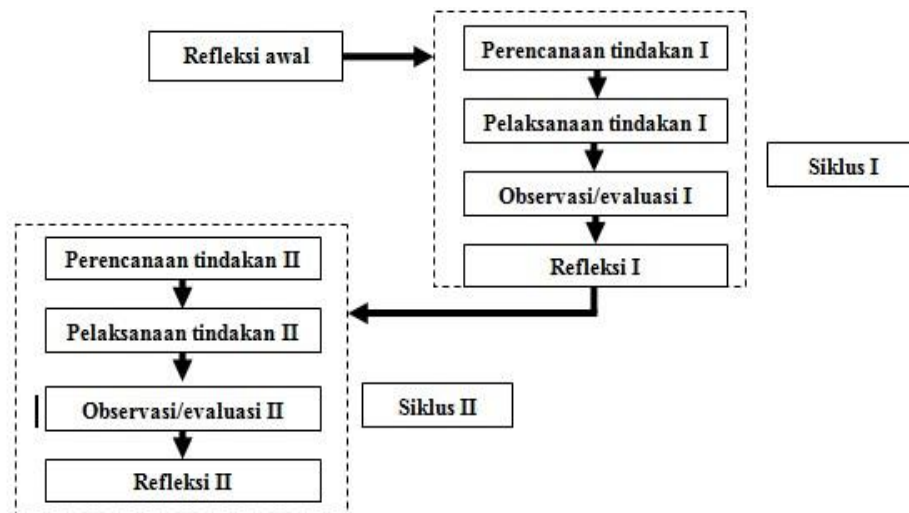 Refleksi awal
Perencanaan tindakan I
Pelaksanaan tindakan I
Observasi/evaluasi I
Refleksi I
Siklus I
Perencanaan tindakan II
Pelaksanaan tindakan II
Observasi/evaluasi II
Refleksi II
Siklus II